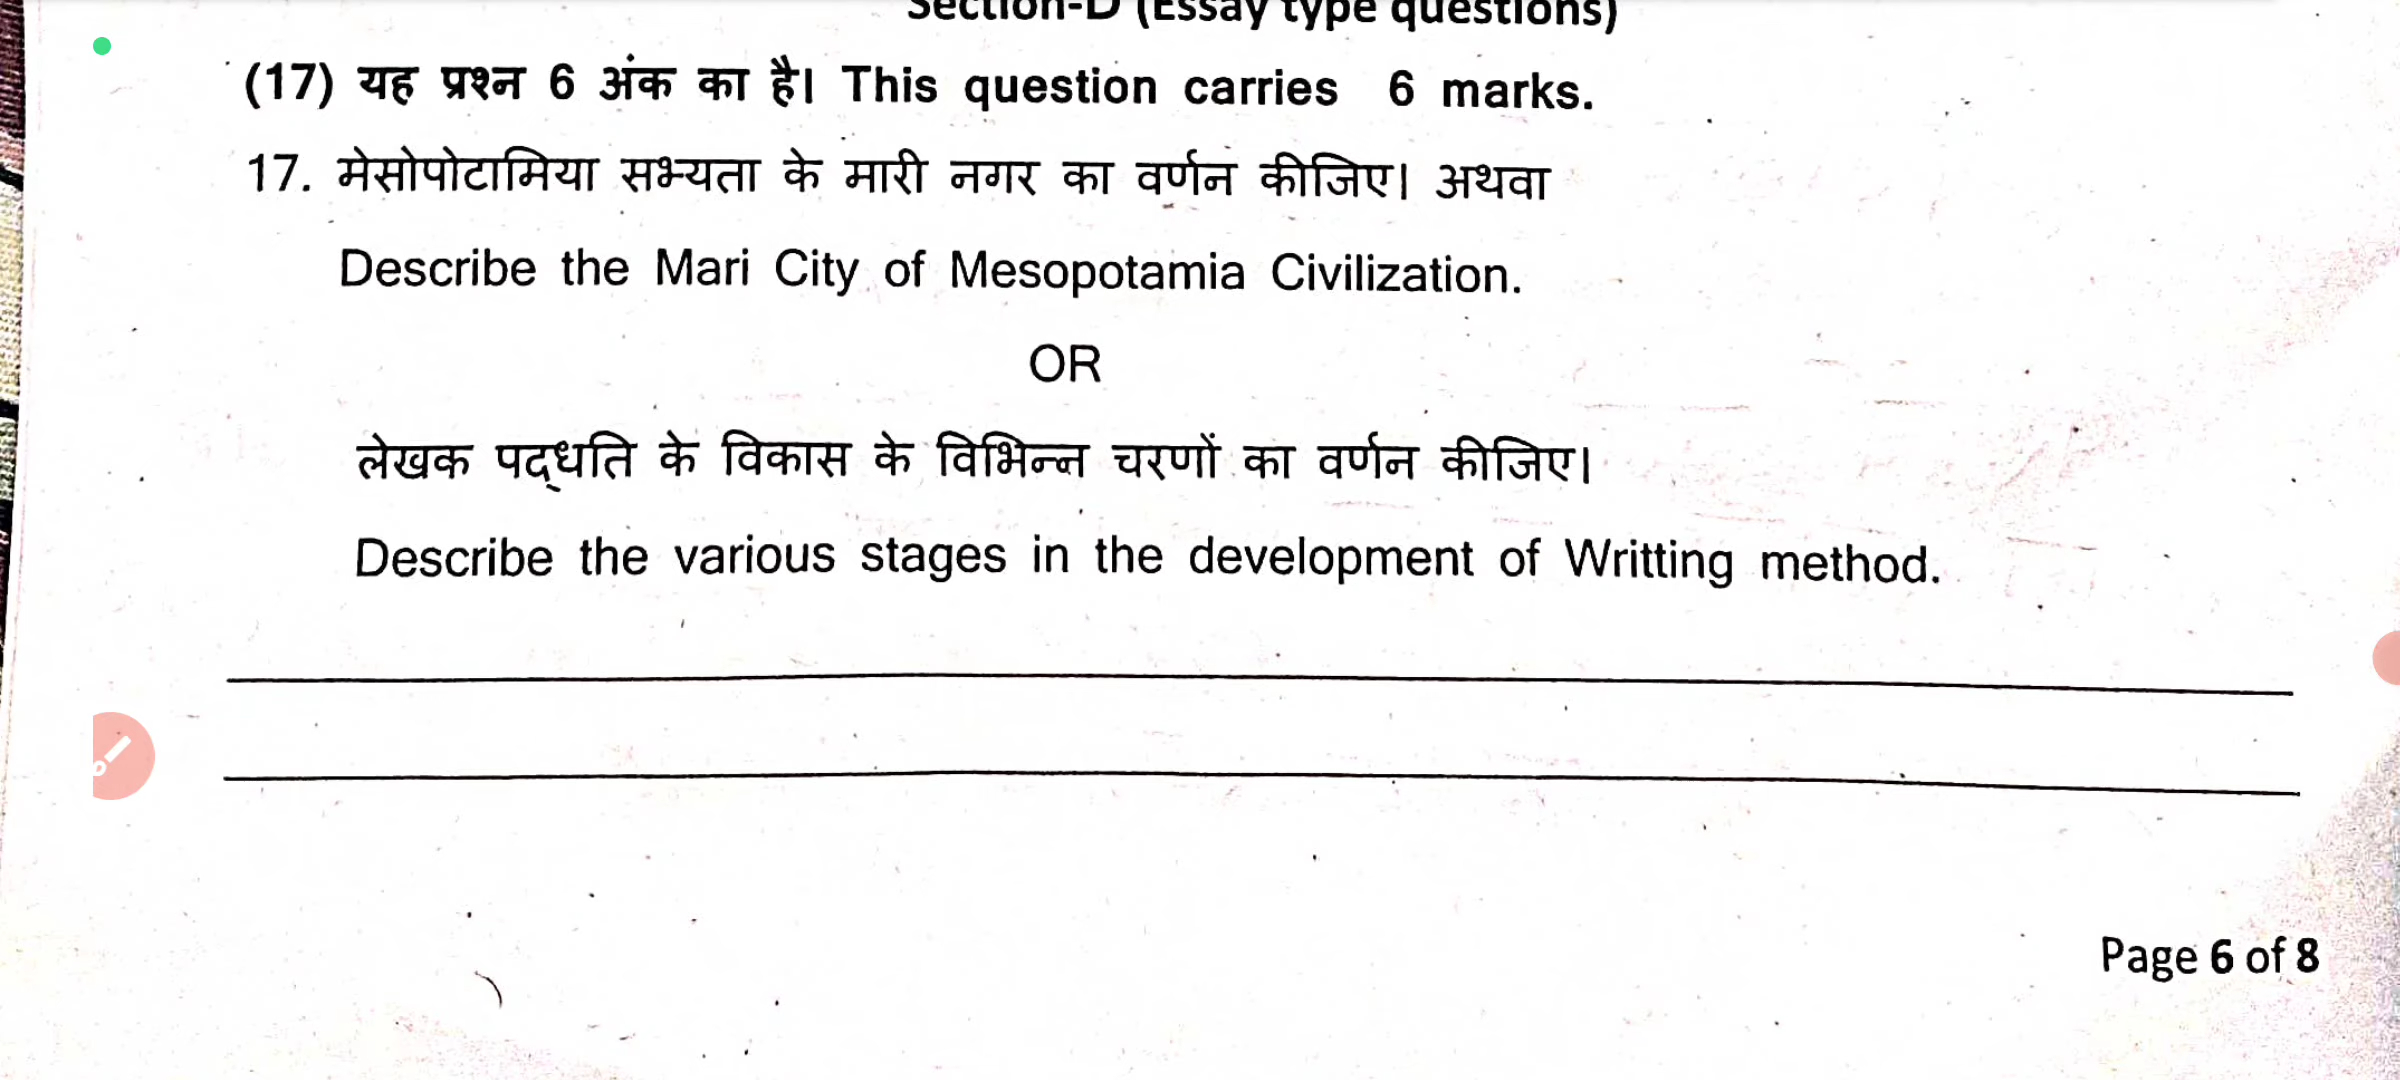 Section-D (Essay type questions)
(17) यह प्रश्न 6 अंक का है। This question carries 6 marks.
17. मेसोपोटामिया सभ्यता के मारी नगर का वर्णन कीजिए। अथवा
Describe the Mari City of Mesopotamia Civilization.
OR
लेखक पद्धति के विकास के विभिन्न चरणों का वर्णन कीजिए।
Describe the various stages in the development of Writting method.
Page 6 of 8